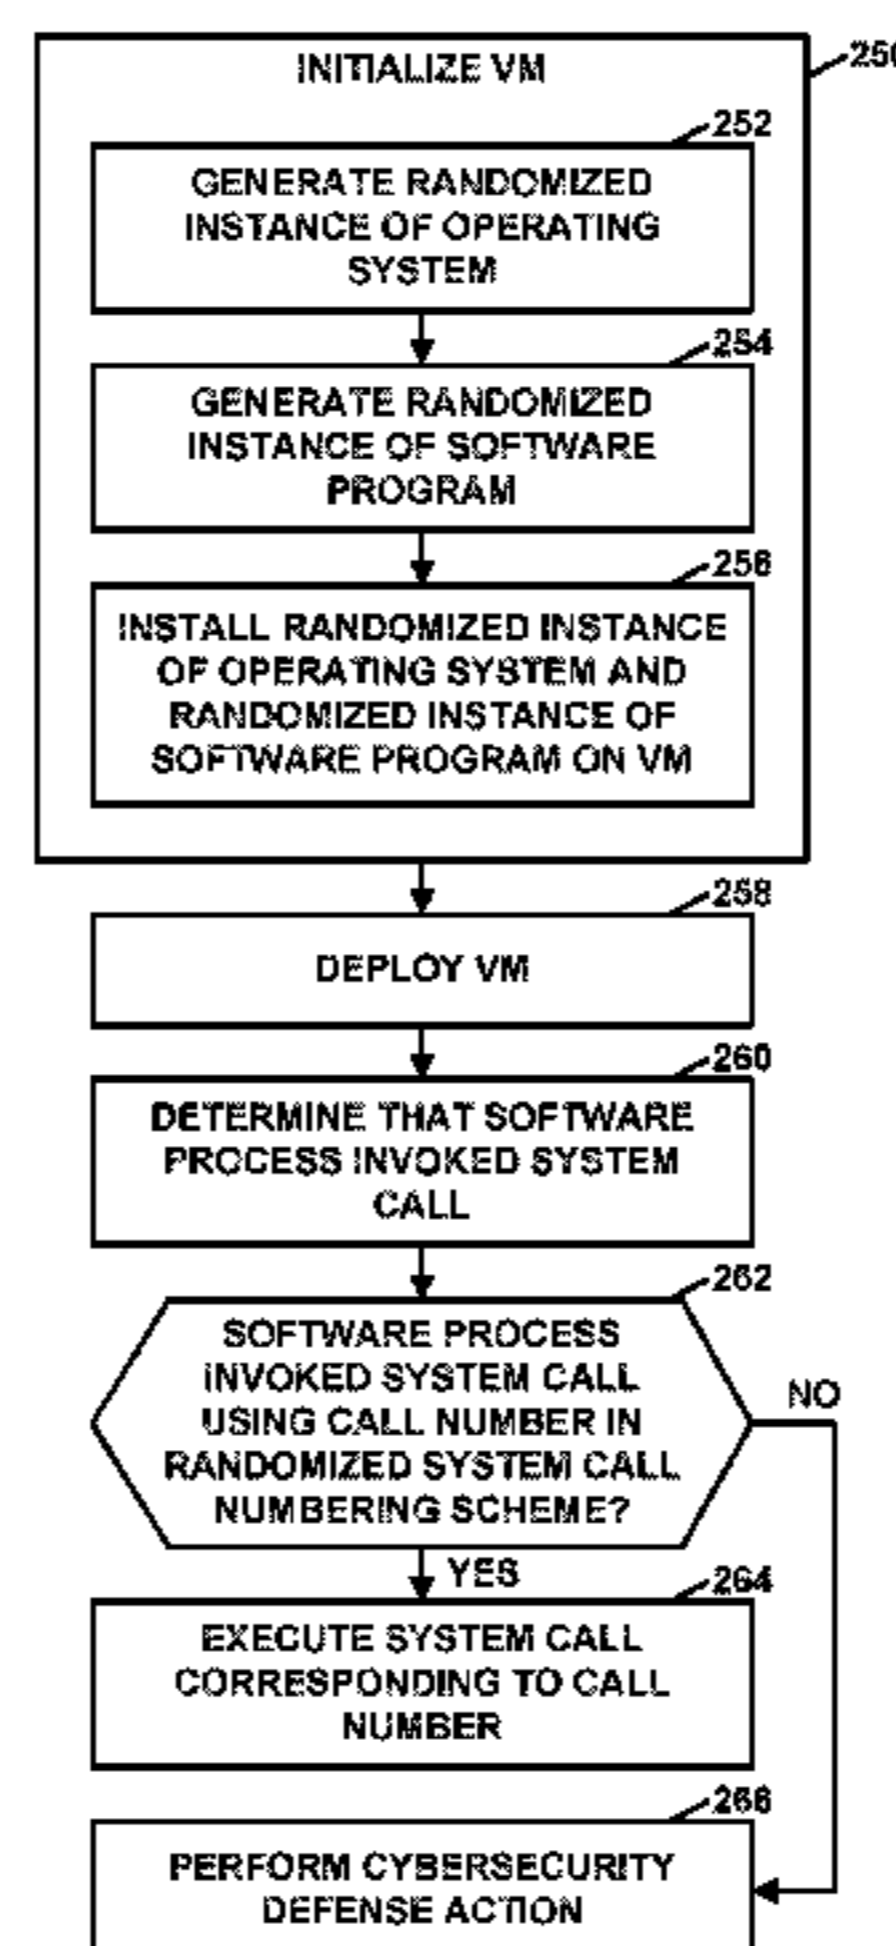 INITIALIZE VM
252
GENERATE RANDOMIZED
INSTANCE OF OPERATING
SYSTEM
254
GENERATE RANDOMIZED
INSTANCE OF SOFTWARE
PROGRAM
256
INSTALL RANDOMIZED INSTANCE
OF OPERATING SYSTEM AND
RANDOMIZED INSTANCE OF
SOFTWARE PROGRAM ON VM
258
DEPLOY VM
260
DETERMINE THAT SOFTWARE
PROCESS INVOKED SYSTEM
CALL
262
SOFTWARE PROCESS
INVOKED SYSTEM CALL
USING CALL NUMBER IN
RANDOMIZED SYSTEM CALL
NUMBERING SCHEME?
NO
YES
264
EXECUTE SYSTEM CALL
CORRESPONDING TO CALL
NUMBER
266
PERFORM CYBERSECURITY
DEFENSE ACTION